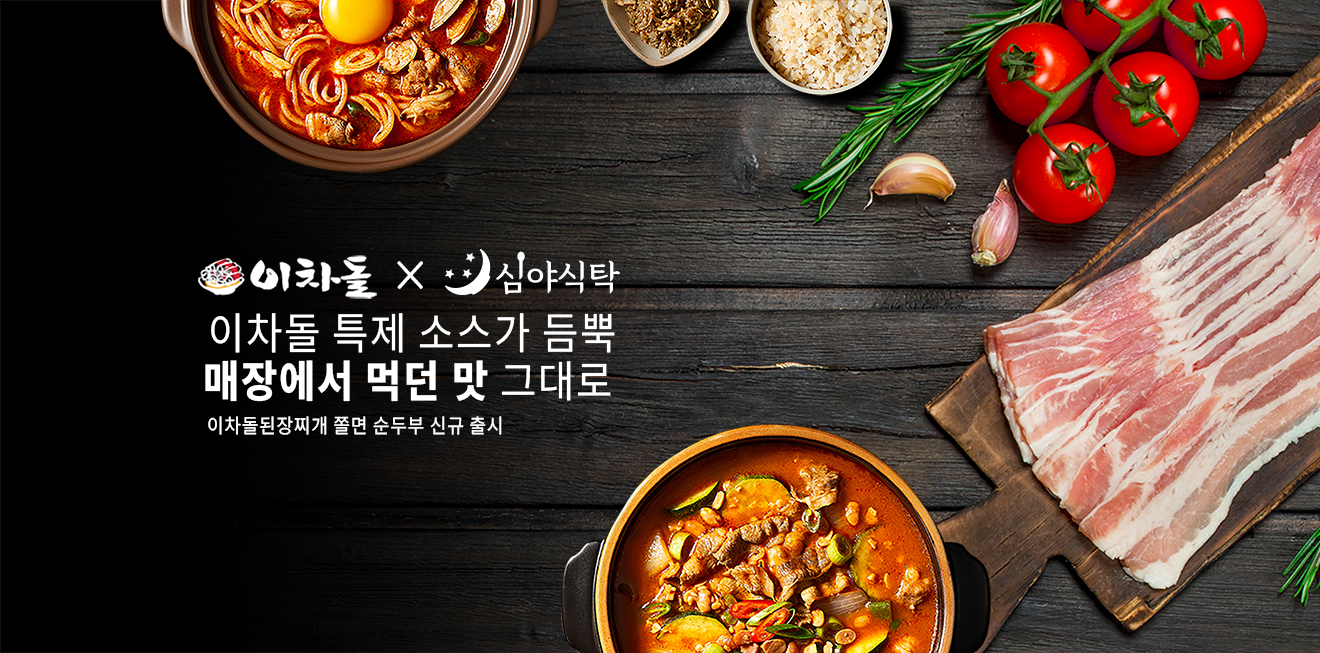 이차돌 X 심야식탁
이차돌 특제 소스가 듬뿍
매장에서 먹던 맛 그대로
이차돌된장찌개 쫄면 순두부 신규 출시